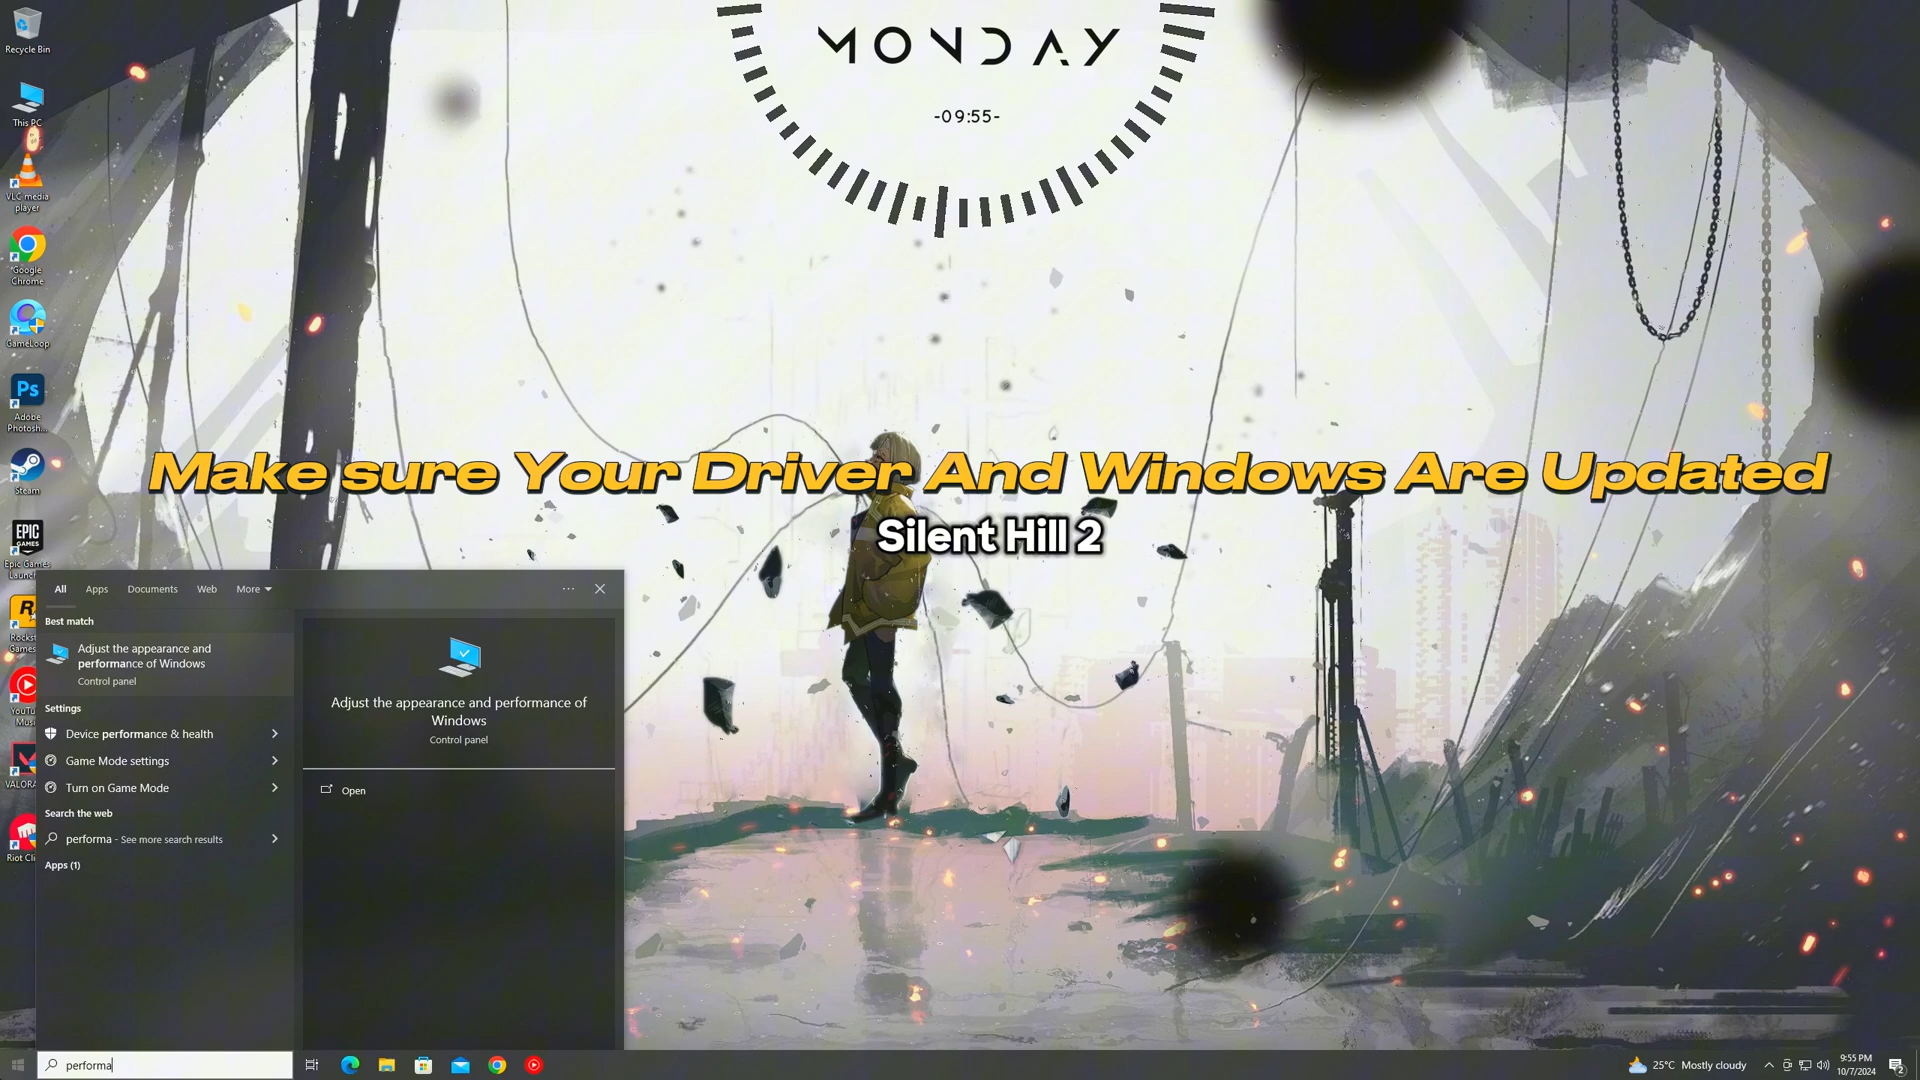 MONDAY
-09:55-
Recycle Bin
This PC
VLC media
player
Google
Chrome
GameLoop
Ps
Adobe
Photosh...
Steam
EPIC
GAMES
Epic Games
Make sure Your Driver And Windows Are Updated
Silent Hill 2
All
Apps
Documents
Web
More
Best match
Adjust the appearance and
performance of Windows
Control panel
Settings
Device performance & health
Game Mode settings
Turn on Game Mode
Search the web
performa - See more search results
Apps (1)
Adjust the appearance and performance of
Windows
Control panel
Open
performa
25°C Mostly cloudy
9:55 PM
10/7/2024
2